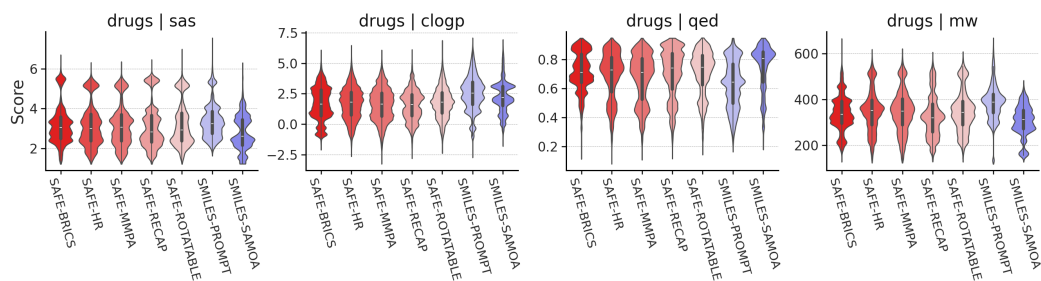 drugs | sas
drugs | clogp
drugs | qed
drugs | mw
Score
6
4
2
7.5
5.0
2.5
0.0
−2.5
0.8
0.6
0.4
0.2
600
400
200
SAFE-BRICS
SAFE-HR
SAFE-MMPA
SAFE-RECAP
SAFE-ROTATABLE
SMILES-PROMPT
SMILES-SAMOA
SAFE-BRICS
SAFE-HR
SAFE-MMPA
SAFE-RECAP
SAFE-ROTATABLE
SMILES-PROMPT
SMILES-SAMOA
SAFE-BRICS
SAFE-HR
SAFE-MMPA
SAFE-RECAP
SAFE-ROTATABLE
SMILES-PROMPT
SMILES-SAMOA
SAFE-BRICS
SAFE-HR
SAFE-MMPA
SAFE-RECAP
SAFE-ROTATABLE
SMILES-PROMPT
SMILES-SAMOA